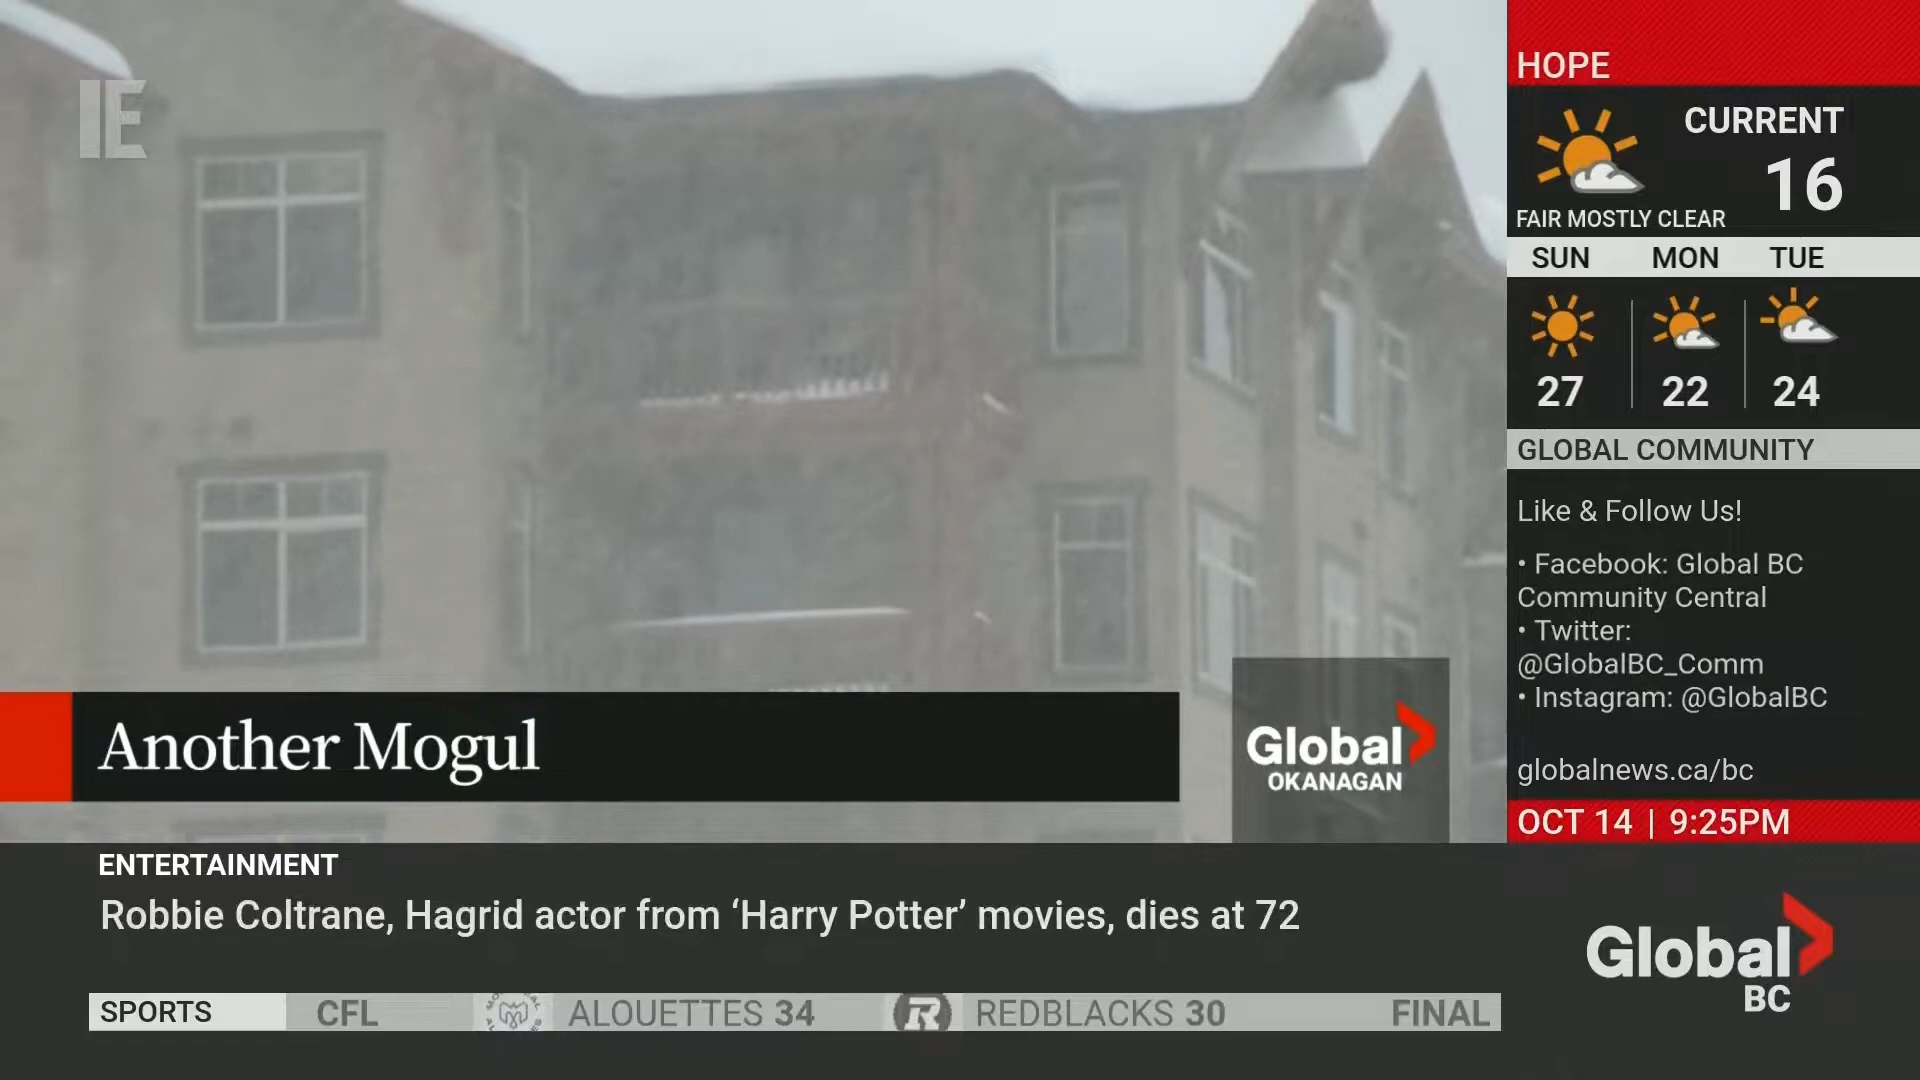 IE
HOPE
CURRENT
16
FAIR MOSTLY CLEAR
SUN MON TUE
27 22 24
GLOBAL COMMUNITY
Like & Follow Us!
• Facebook: Global BC
Community Central
• Twitter:
@GlobalBC_Comm
• Instagram: @GlobalBC
globalnews.ca/bc
OCT 14 | 9:25PM
Another Mogul
Global
OKANAGAN
ENTERTAINMENT
Robbie Coltrane, Hagrid actor from ‘Harry Potter’ movies, dies at 72
SPORTS CFL ALOUETTES 34 R REDBLACKS 30 FINAL
Global
BC